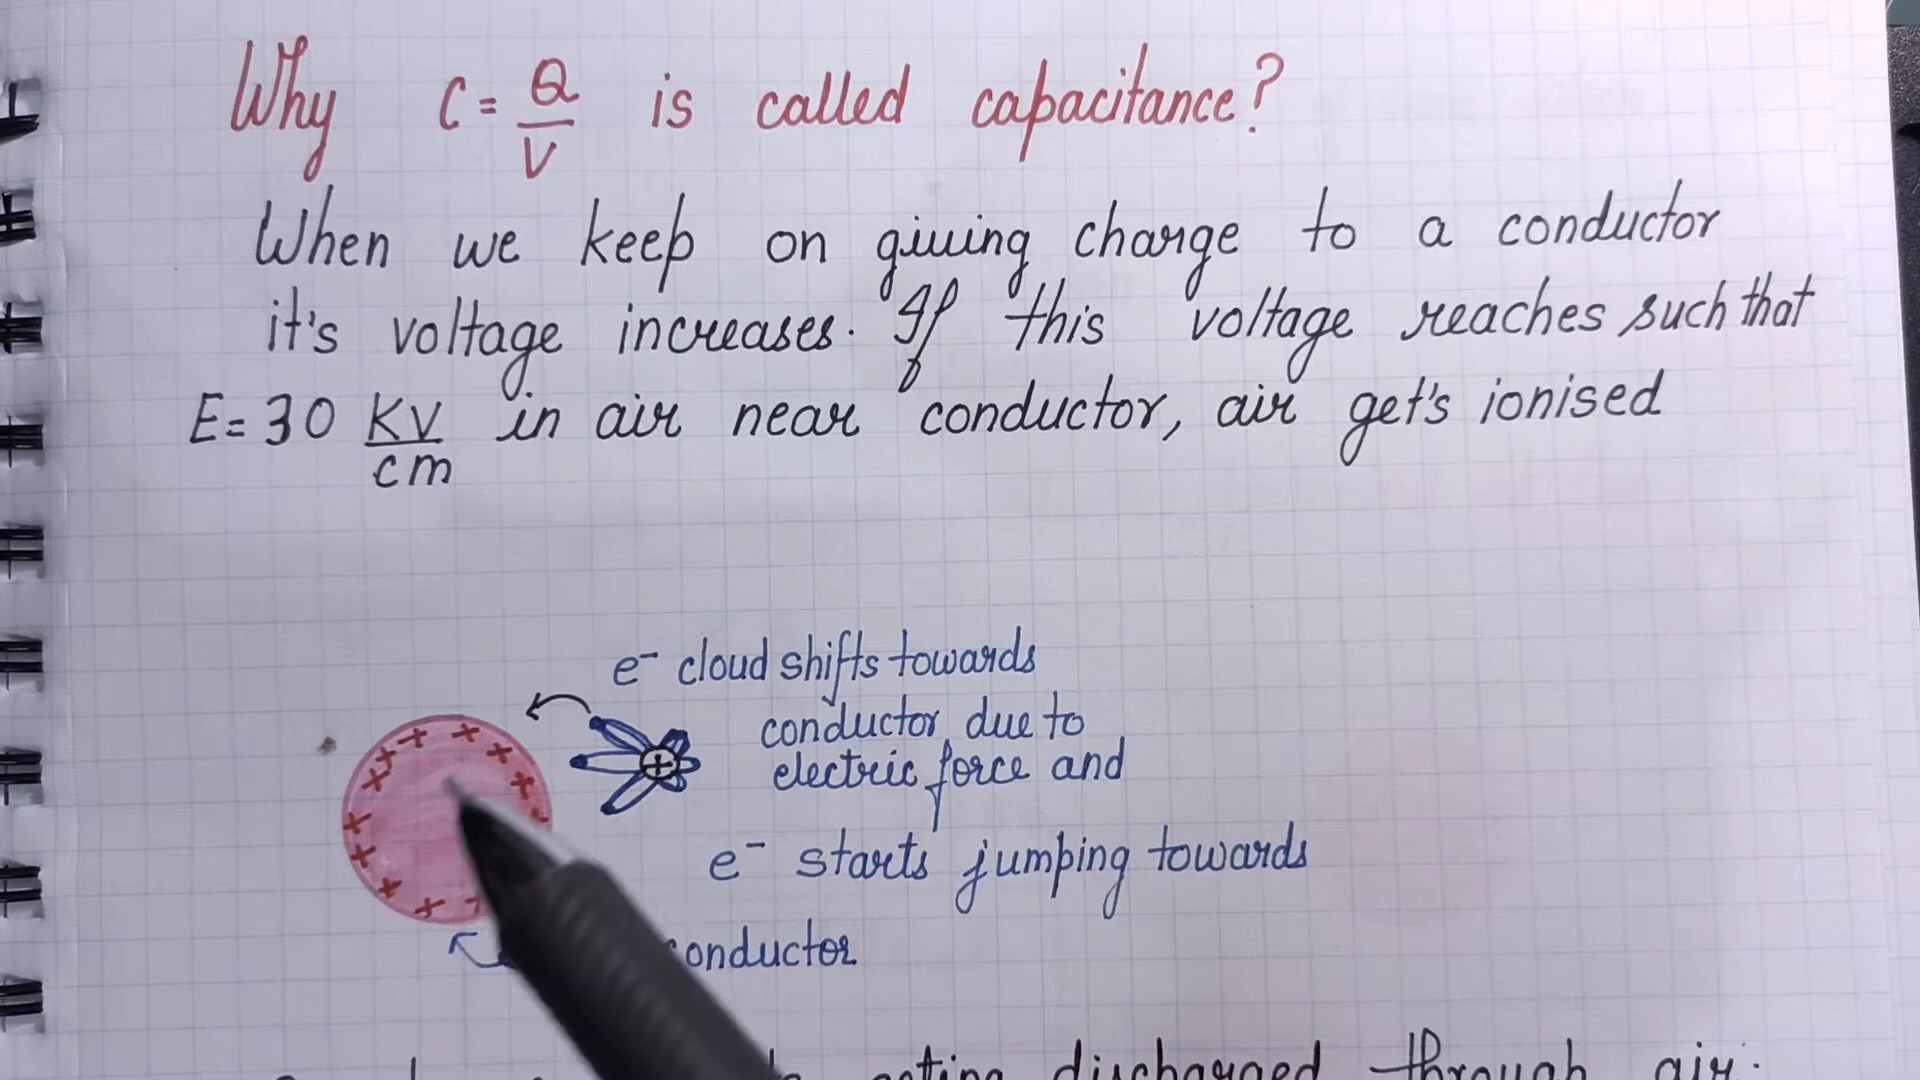 Why C = Q/V is called capacitance?
When we keep on giving charge to a conductor
it's voltage increases. If this voltage reaches such that
E = 30 KV/cm in air near conductor, air get's ionised
e⁻ cloud shifts towards
conductor due to
electric force and
e⁻ starts jumping towards
conductor
discharged through air.